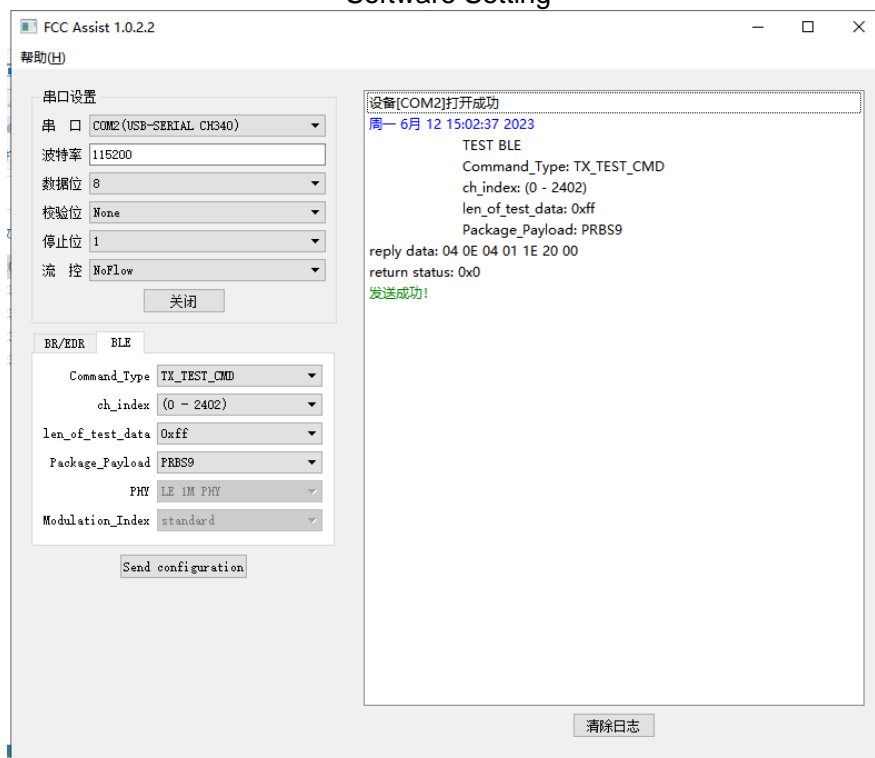 Software Setting
FCC Assist 1.0.2.2
帮助(H)
串口设置
串 口 COM2(USB-SERIAL CH340)
波特率 115200
数据位 8
校验位 None
停止位 1
流 控 NoFlow
关闭
BR/EDR BLE
Command_Type TX_TEST_CMD
ch_index (0 - 2402)
len_of_test_data 0xff
Package_Payload PRBS9
PHY LE 1M PHY
Modulation_Index standard
Send configuration
设备[COM2]打开成功
周一 6月 12 15:02:37 2023
TEST BLE
Command_Type: TX_TEST_CMD
ch_index: (0 - 2402)
len_of_test_data: 0xff
Package_Payload: PRBS9
reply data: 04 0E 04 01 1E 20 00
return status: 0x0
发送成功!
清除日志